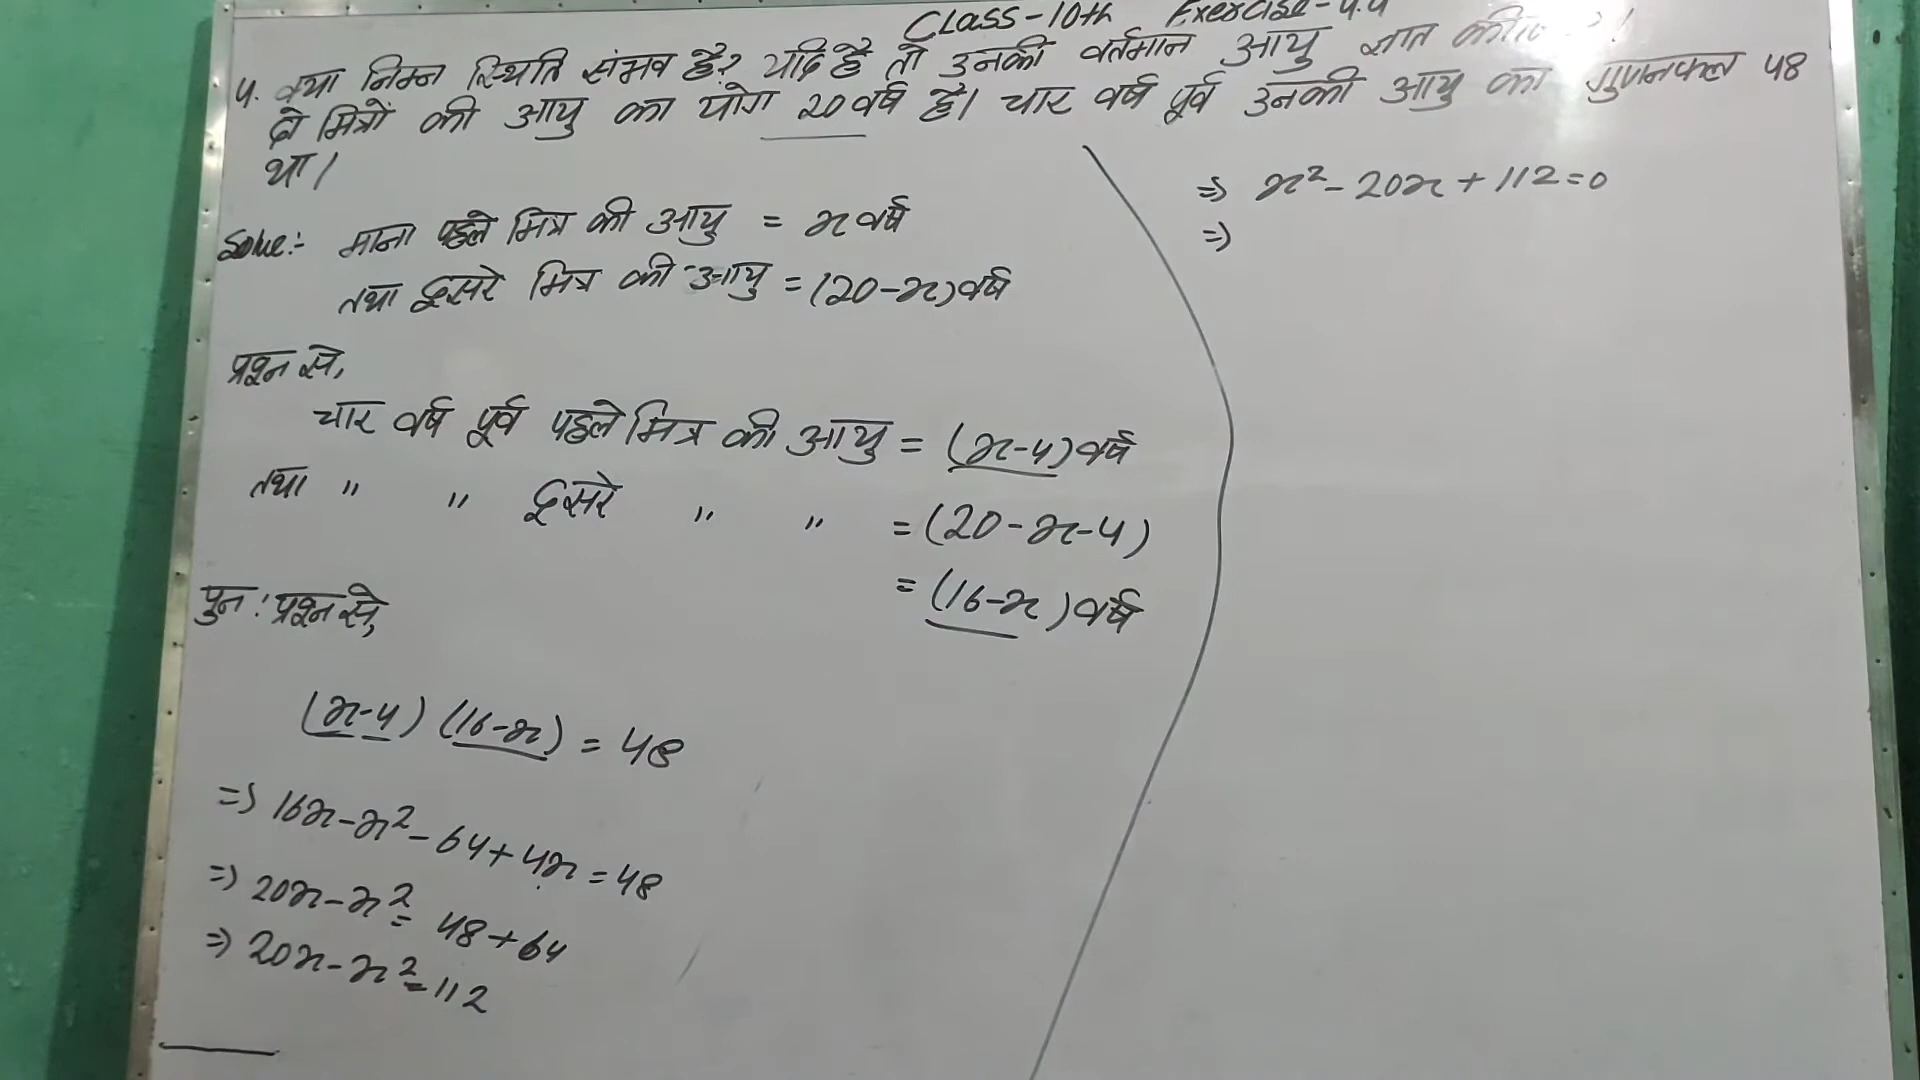 CLASS-10th Exercise-4.4
4. क्या निम्न स्थिति संभव है? यदि है तो उनकी वर्तमान आयु ज्ञात
दो मित्रों की आयु का योग 20 वर्ष है। चार वर्ष पूर्व उनकी आयु का गुणनफल 48
था।
Solve:- माना पहले मित्र की आयु = x वर्ष
तथा दूसरे मित्र की आयु = (20-x) वर्ष
प्रश्न से,
चार वर्ष पूर्व पहले मित्र की आयु = (x-4) वर्ष
तथा " " दूसरे " " = (20-x-4)
= (16-x) वर्ष
पुन: प्रश्न से,
(x-4) (16-x) = 48
=> 16x-x²-64+4x=48
=> 20x-x²= 48+64
=> 20x-x²=112
=> x²-20x+112=0
=>